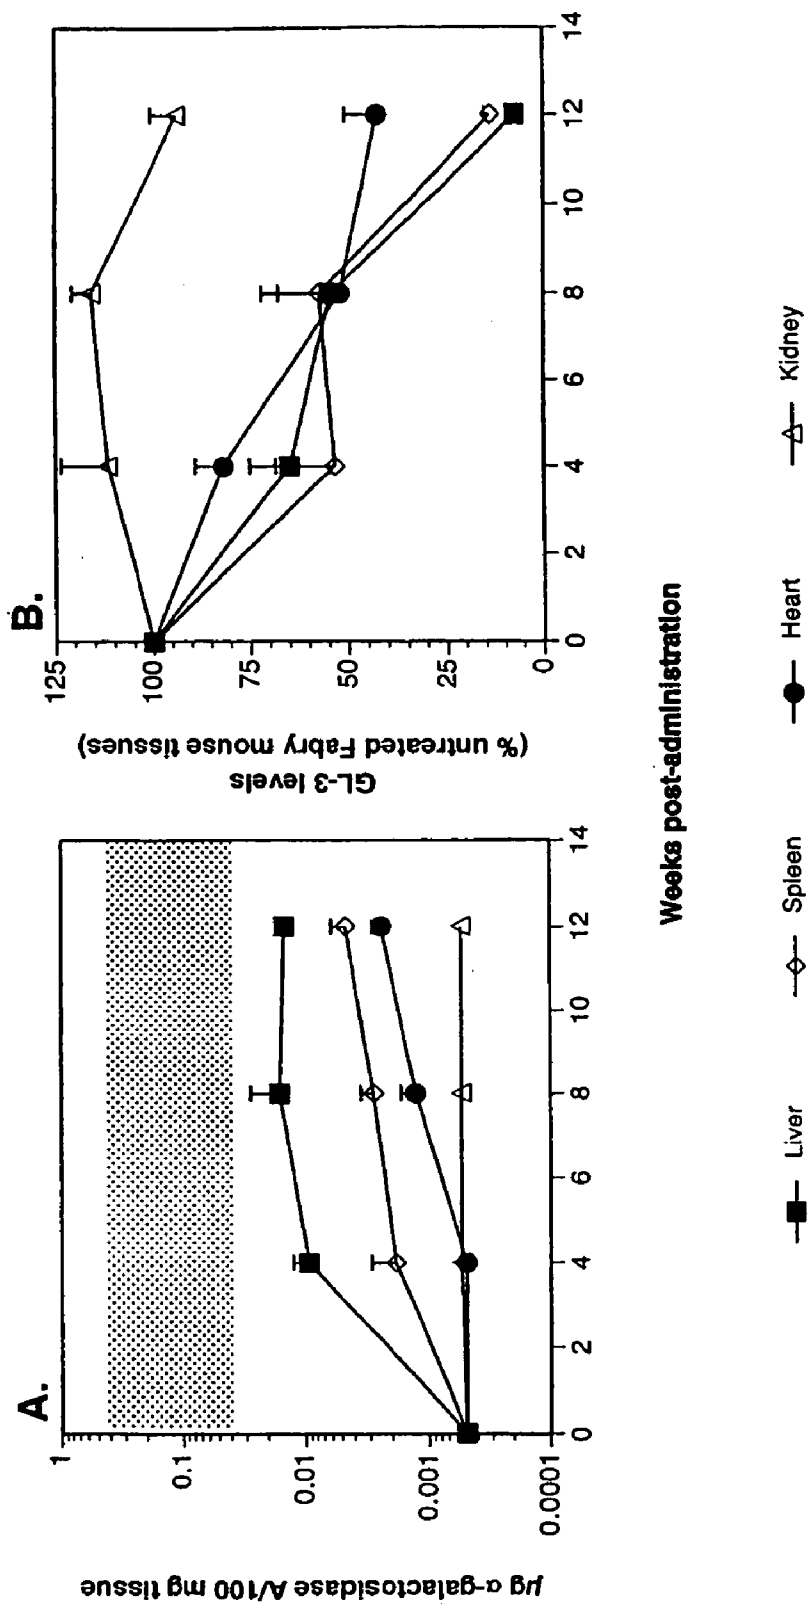 A.
1
0.1
0.01
0.001
0.0001
µg α-galactosidase A/100 mg tissue
0 2 4 6 8 10 12 14
B.
125
100
75
50
25
0
GL-3 levels
(% untreated Fabry mouse tissues)
0 2 4 6 8 10 12 14
Weeks post-administration
Liver Spleen Heart Kidney